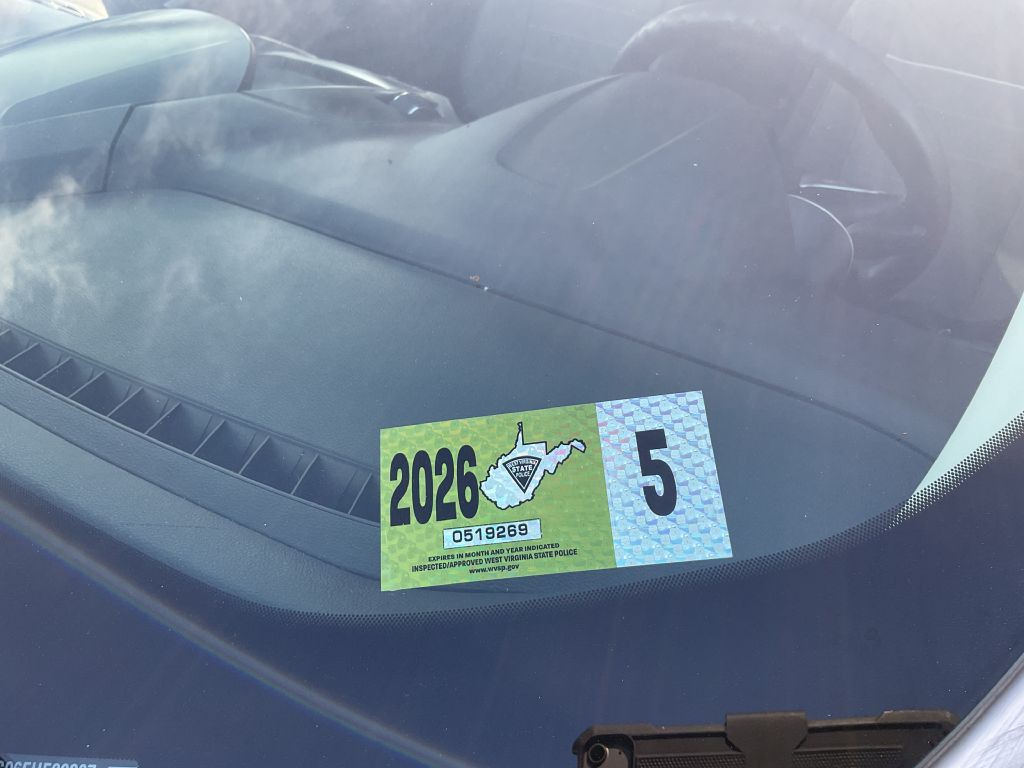 2026
WEST VIRGINIA
STATE
POLICE
5
0519269
EXPIRES IN MONTH AND YEAR INDICATED
INSPECTED/APPROVED WEST VIRGINIA STATE POLICE
www.wvsp.gov